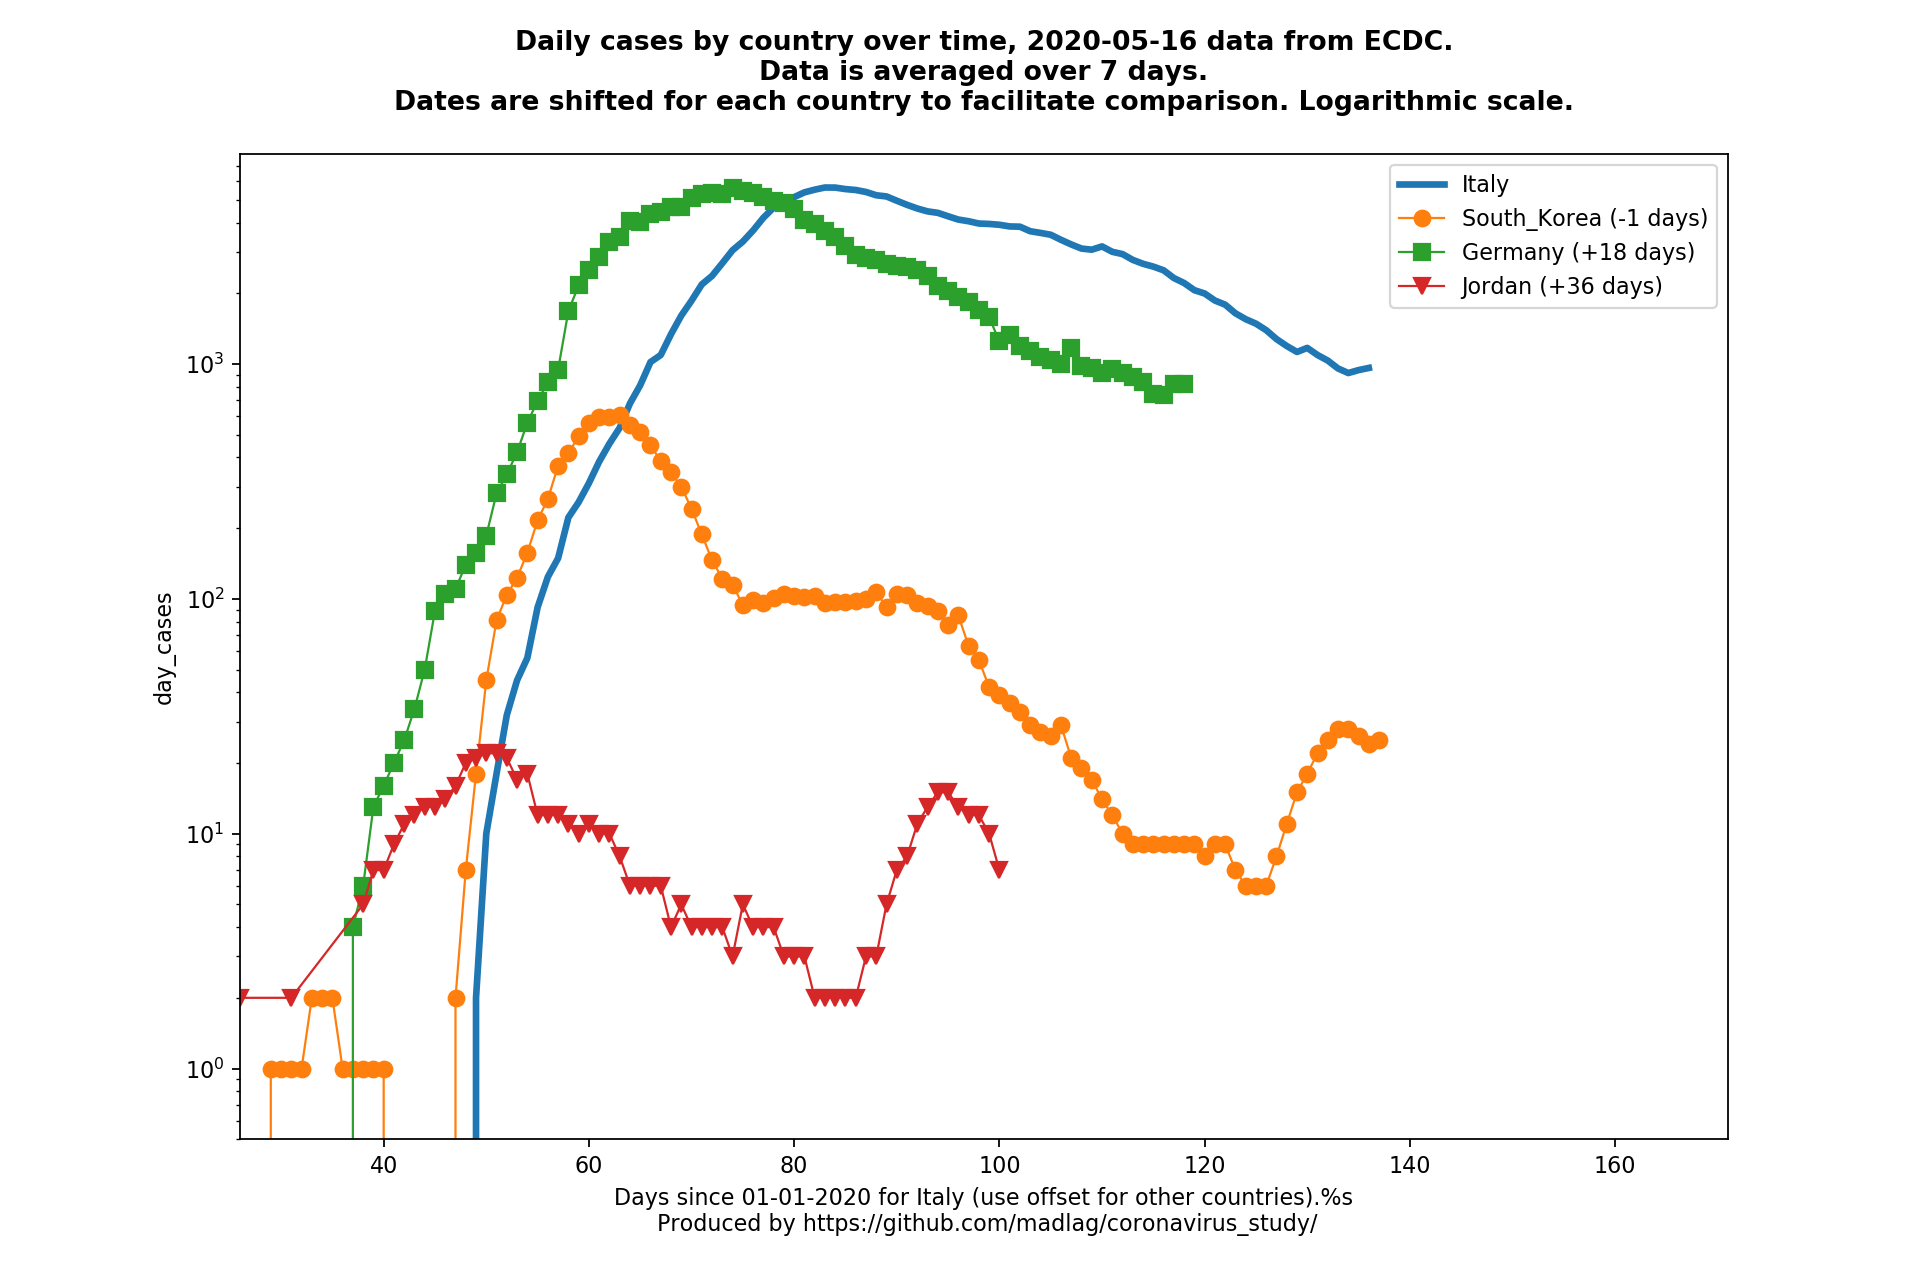 Daily cases by country over time, 2020-05-16 data from ECDC.
Data is averaged over 7 days.
Dates are shifted for each country to facilitate comparison. Logarithmic scale.
Italy
South_Korea (-1 days)
Germany (+18 days)
Jordan (+36 days)
day_cases
10³
10²
10¹
10⁰
40 60 80 100 120 140 160
Days since 01-01-2020 for Italy (use offset for other countries).%s
Produced by https://github.com/madlag/coronavirus_study/